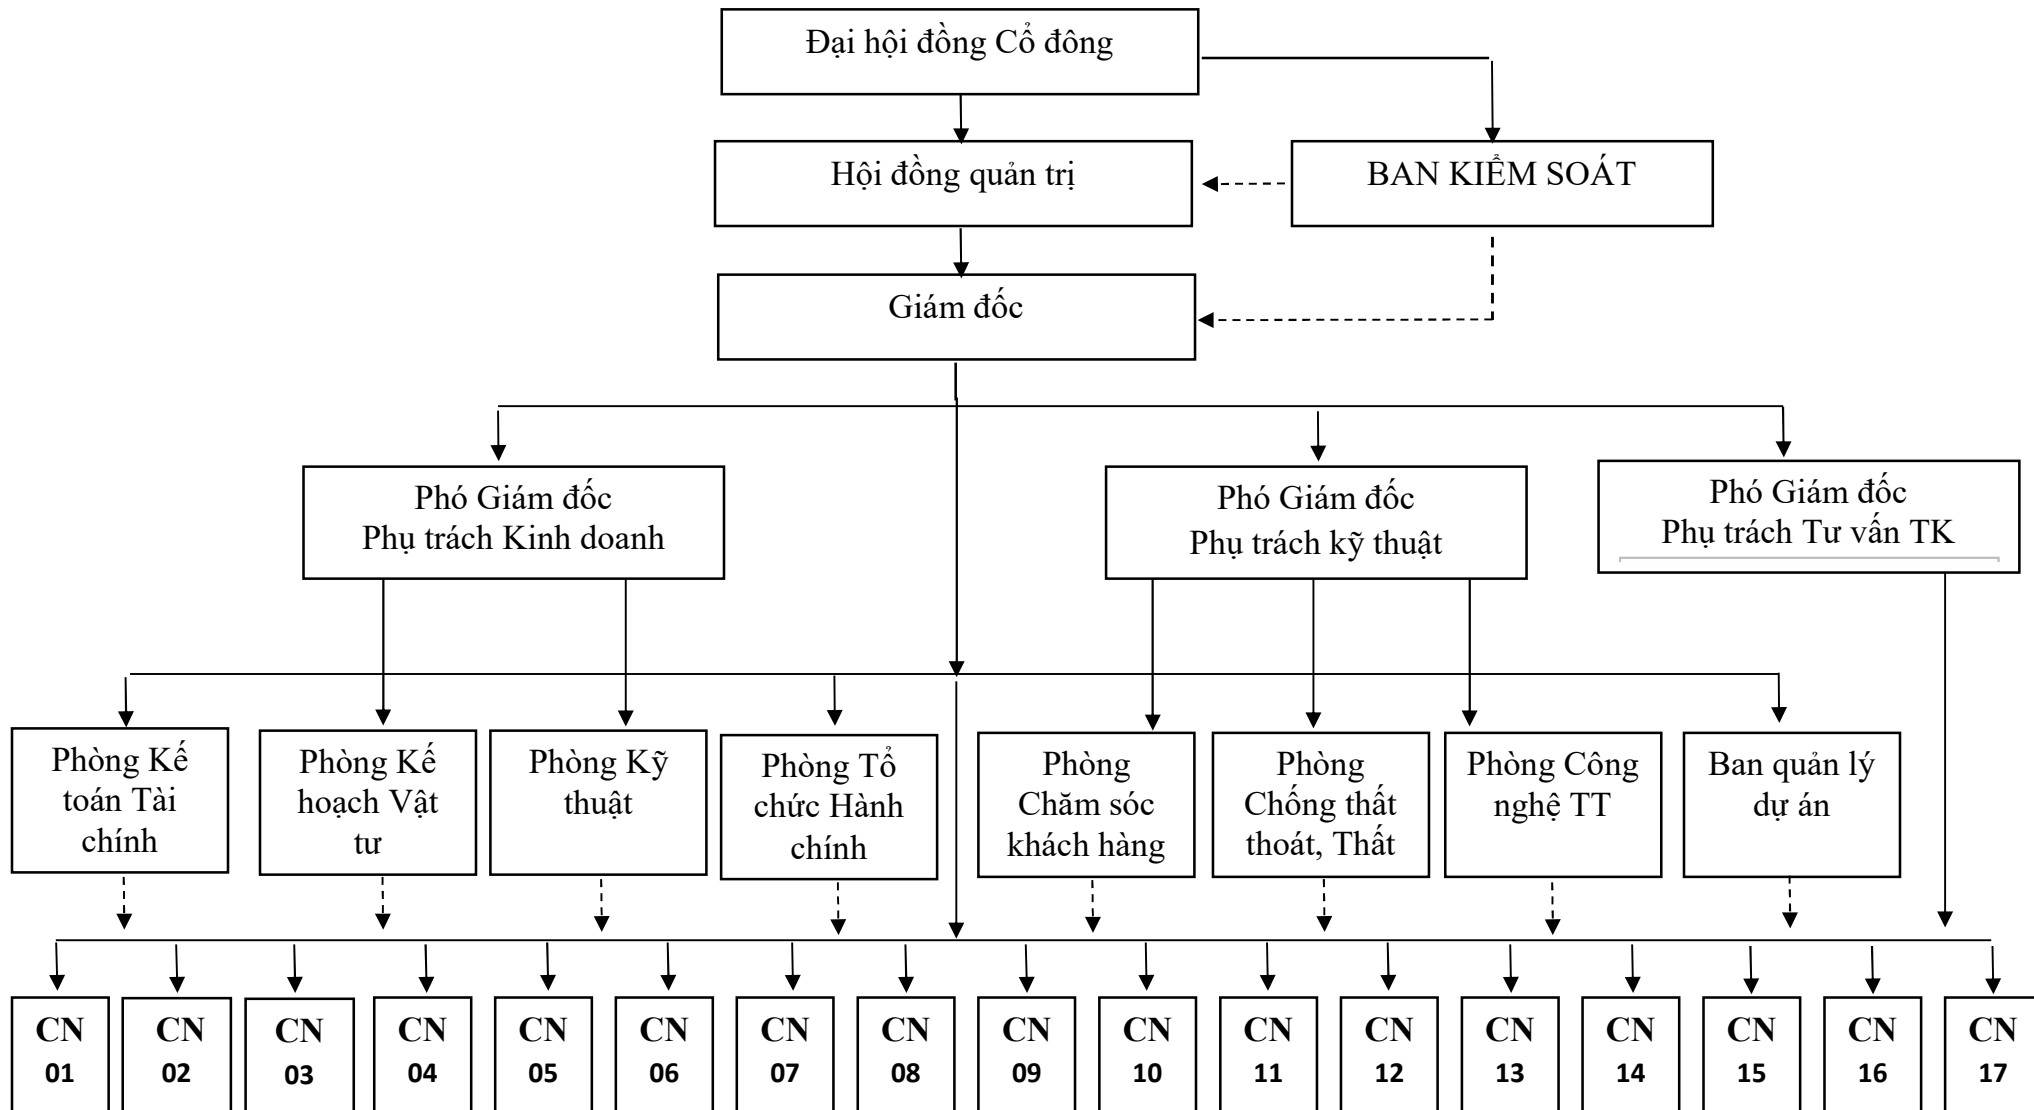 Đại hội đồng Cổ đông
Hội đồng quản trị
BAN KIỂM SOÁT
Giám đốc
Phó Giám đốc
Phụ trách Kinh doanh
Phó Giám đốc
Phụ trách kỹ thuật
Phó Giám đốc
Phụ trách Tư vấn TK
Phòng Kế
toán Tài
chính
Phòng Kế
hoạch Vật
tư
Phòng Kỹ
thuật
Phòng Tổ
chức Hành
chính
Phòng
Chăm sóc
khách hàng
Phòng
Chống thất
thoát, Thất
Phòng Công
nghệ TT
Ban quản lý
dự án
CN
01
CN
02
CN
03
CN
04
CN
05
CN
06
CN
07
CN
08
CN
09
CN
10
CN
11
CN
12
CN
13
CN
14
CN
15
CN
16
CN
17